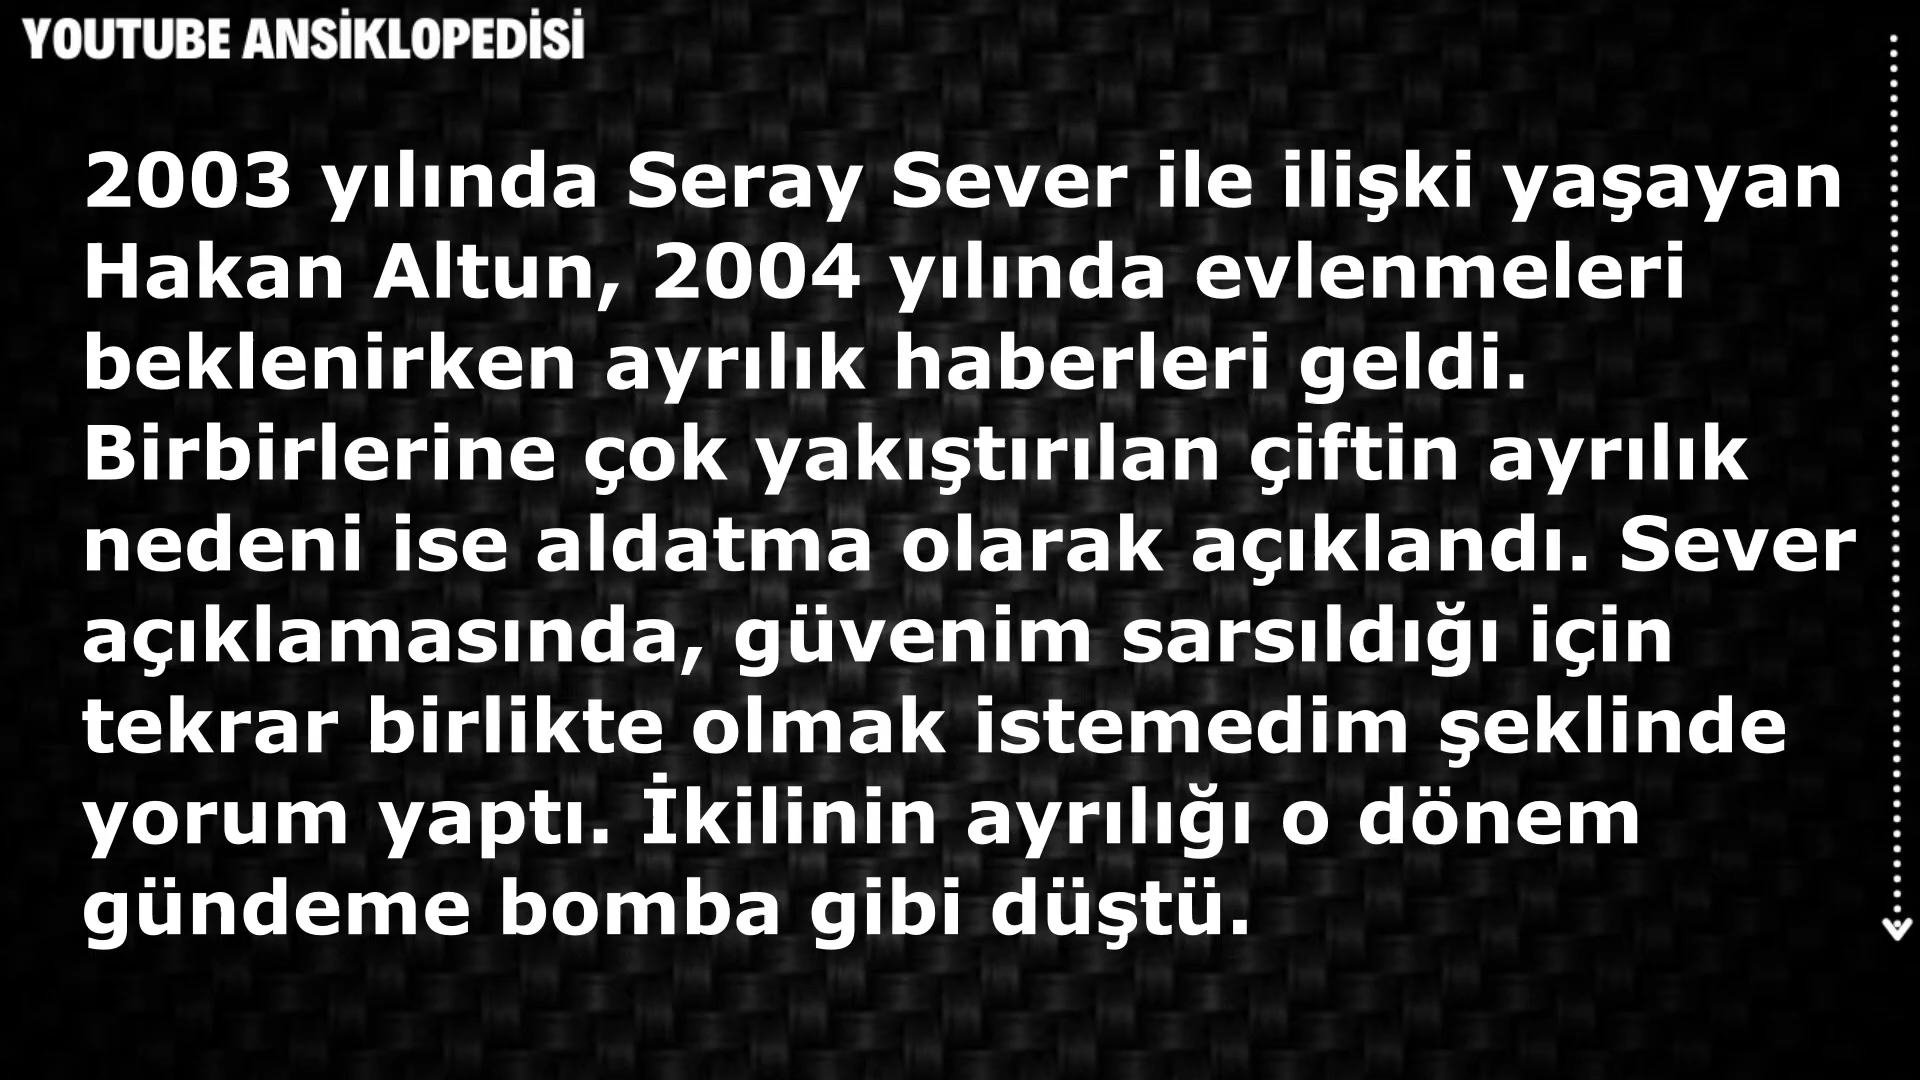 YOUTUBE ANSİKLOPEDİSİ
2003 yılında Seray Sever ile ilişki yaşayan
Hakan Altun, 2004 yılında evlenmeleri
beklenirken ayrılık haberleri geldi.
Birbirlerine çok yakıştırılan çiftin ayrılık
nedeni ise aldatma olarak açıklandı. Sever
açıklamasında, güvenim sarsıldığı için
tekrar birlikte olmak istemedim şeklinde
yorum yaptı. İkilinin ayrılığı o dönem
gündeme bomba gibi düştü.